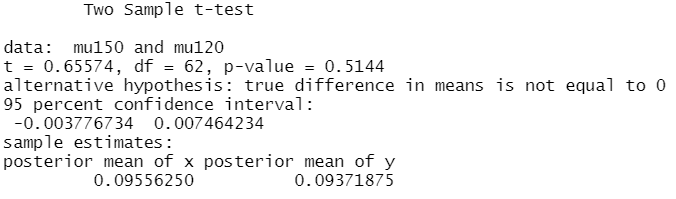 Two Sample t-test
data: mu150 and mu120
t = 0.65574, df = 62, p-value = 0.5144
alternative hypothesis: true difference in means is not equal to 0
95 percent confidence interval:
-0.003776734 0.007464234
sample estimates:
posterior mean of x posterior mean of y
0.09556250 0.09371875